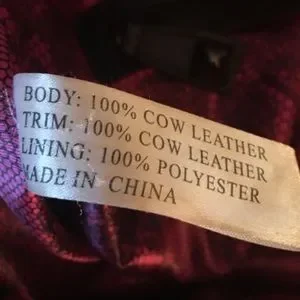 BODY: 100% COW LEATHER
TRIM: 100% COW LEATHER
LINING: 100% POLYESTER
MADE IN CHINA